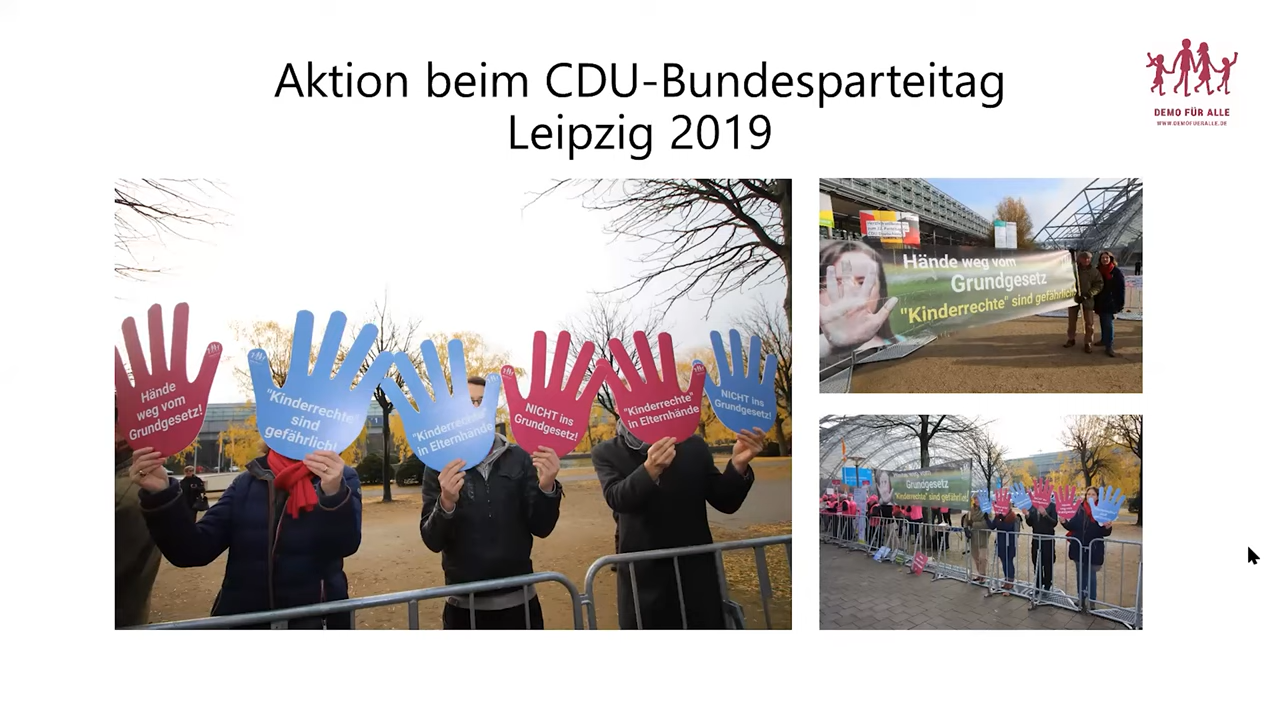 Aktion beim CDU-Bundesparteitag
Leipzig 2019
DEMO FÜR ALLE
WWW.DEMOFUERALLE.DE
Hände
weg vom
Grundgesetz!
"Kinderrechte"
sind
gefährlich!
"Kinderrechte"
in Elternhände
NICHT ins
Grundgesetz!
"Kinderrechte"
in Elternhände
NICHT ins
Grundgesetz!
Hände weg vom
Grundgesetz
"Kinderrechte" sind gefährlich
Grundgesetz
"Kinderrechte" sind gefährlich